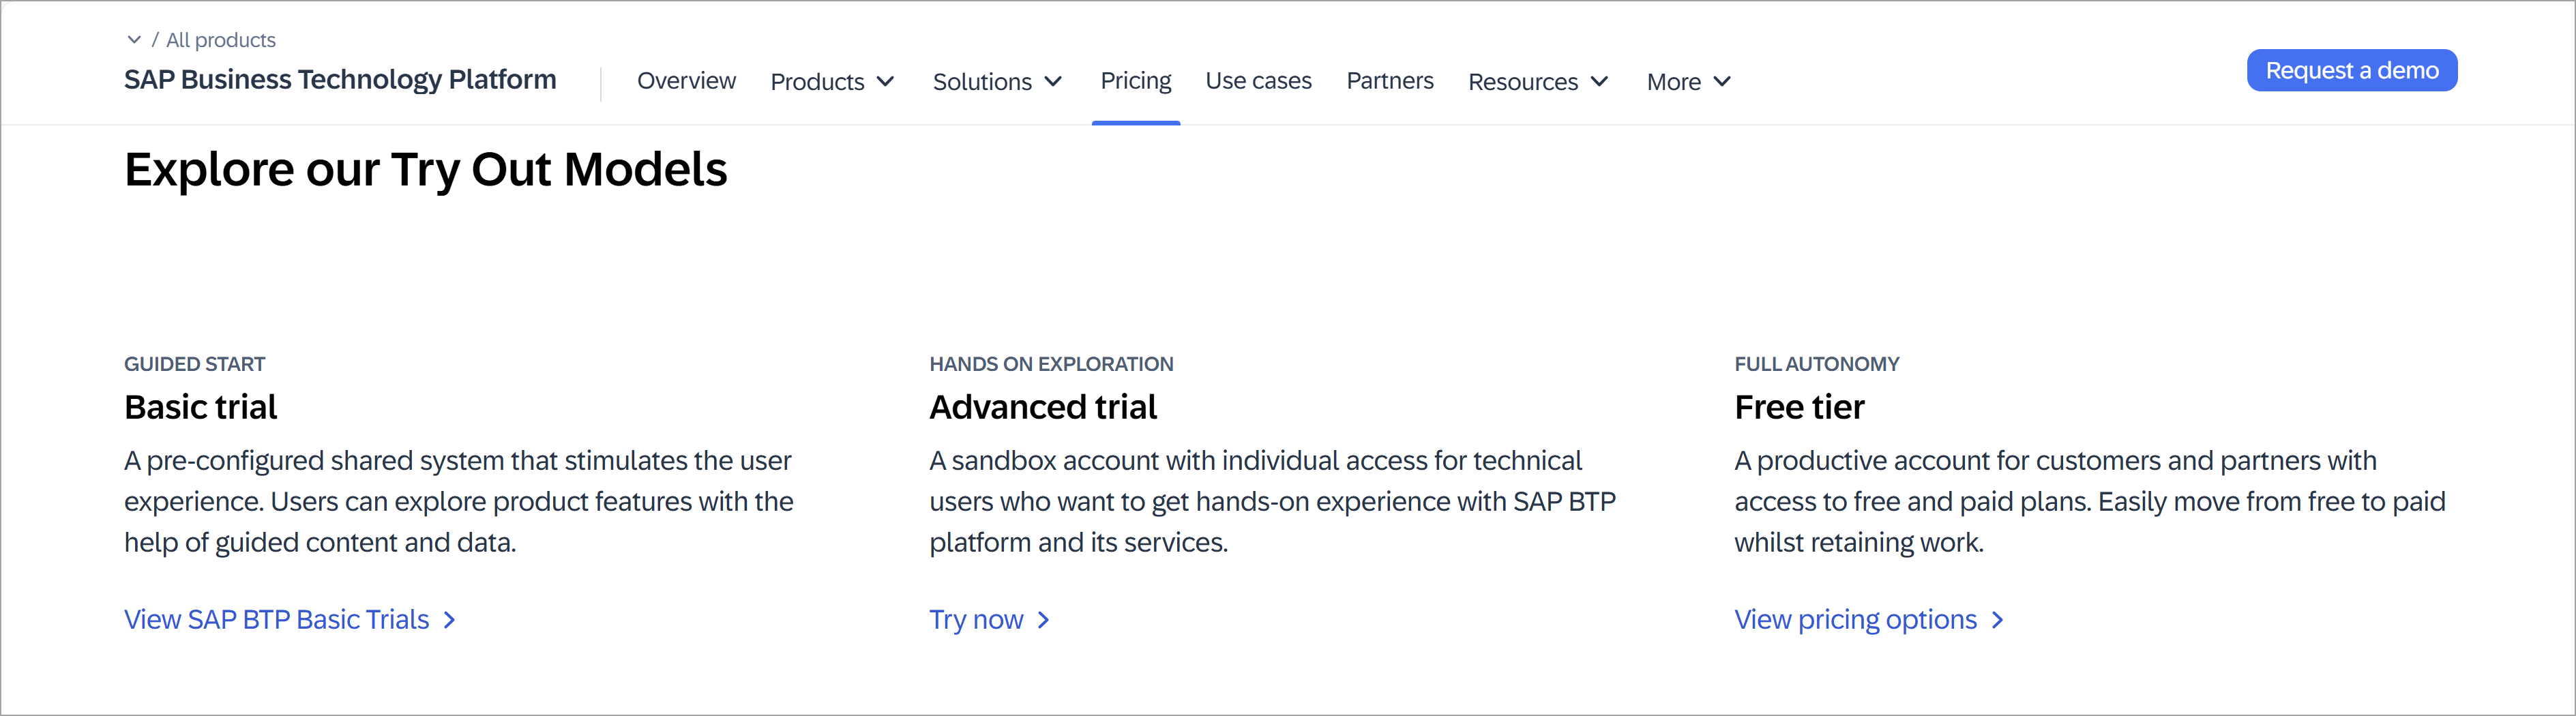 / All products
SAP Business Technology Platform
Overview
Products
Solutions
Pricing
Use cases
Partners
Resources
More
Request a demo
Explore our Try Out Models
GUIDED START
Basic trial
A pre-configured shared system that stimulates the user
experience. Users can explore product features with the
help of guided content and data.
View SAP BTP Basic Trials
HANDS ON EXPLORATION
Advanced trial
A sandbox account with individual access for technical
users who want to get hands-on experience with SAP BTP
platform and its services.
Try now
FULL AUTONOMY
Free tier
A productive account for customers and partners with
access to free and paid plans. Easily move from free to paid
whilst retaining work.
View pricing options